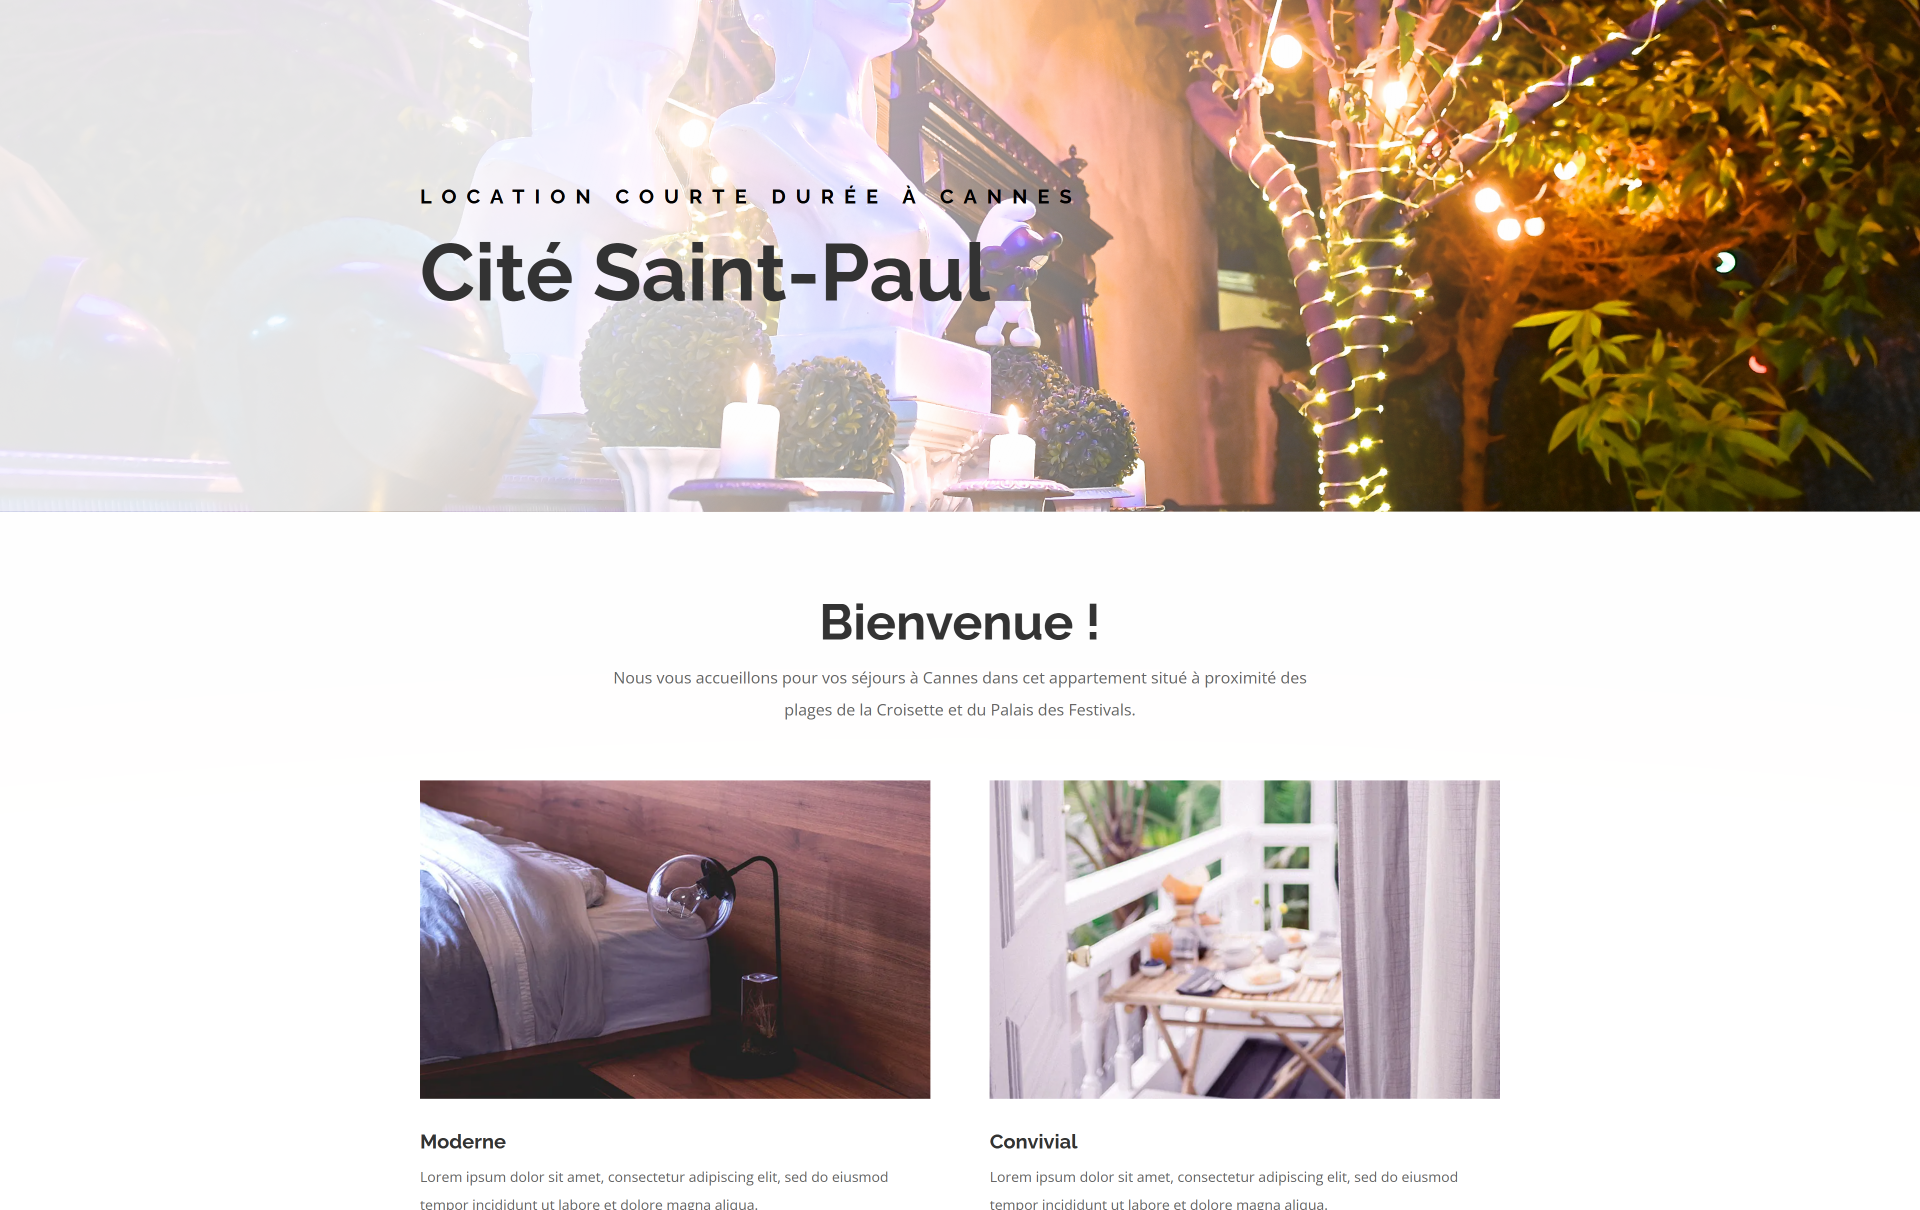 LOCATION COURTE DURÉE À CANNES
Cité Saint-Paul
Bienvenue !
Nous vous accueillons pour vos séjours à Cannes dans cet appartement situé à proximité des
plages de la Croisette et du Palais des Festivals.
Moderne
Lorem ipsum dolor sit amet, consectetur adipiscing elit, sed do eiusmod
tempor incididunt ut labore et dolore magna aliqua.
Convivial
Lorem ipsum dolor sit amet, consectetur adipiscing elit, sed do eiusmod
tempor incididunt ut labore et dolore magna aliqua.